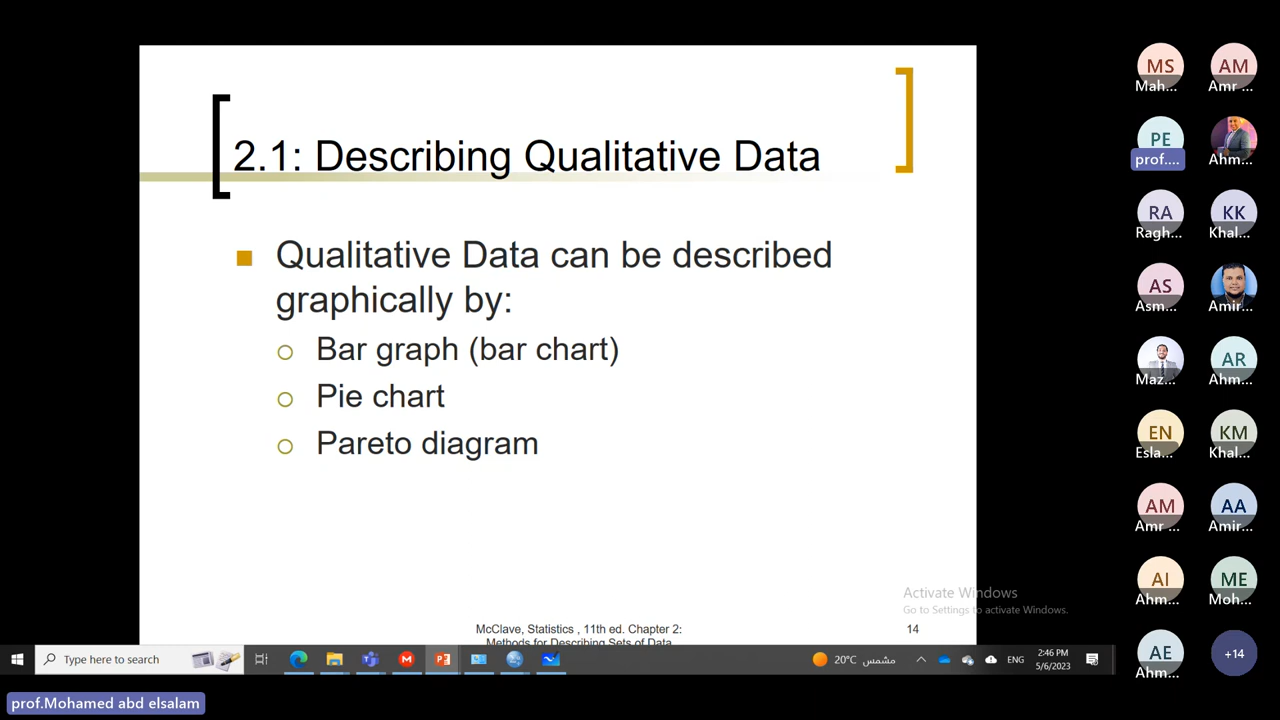 2.1: Describing Qualitative Data
Qualitative Data can be described
graphically by:
Bar graph (bar chart)
Pie chart
Pareto diagram
McClave, Statistics , 11th ed. Chapter 2:
Methods for Describing Sets of Data
14
Activate Windows
Go to Settings to activate Windows.
Type here to search
20°C مشمس
ENG
2:46 PM
5/6/2023
prof.Mohamed abd elsalam
MS
Mah...
AM
Amr ...
PE
prof....
Ahm...
RA
Ragh...
KK
Khal...
AS
Asm...
Amir...
Maz...
AR
Ahm...
EN
Esla...
KM
Khal...
AM
Amr ...
AA
Amir...
AI
Ahm...
ME
Moh...
AE
Ahm...
+14